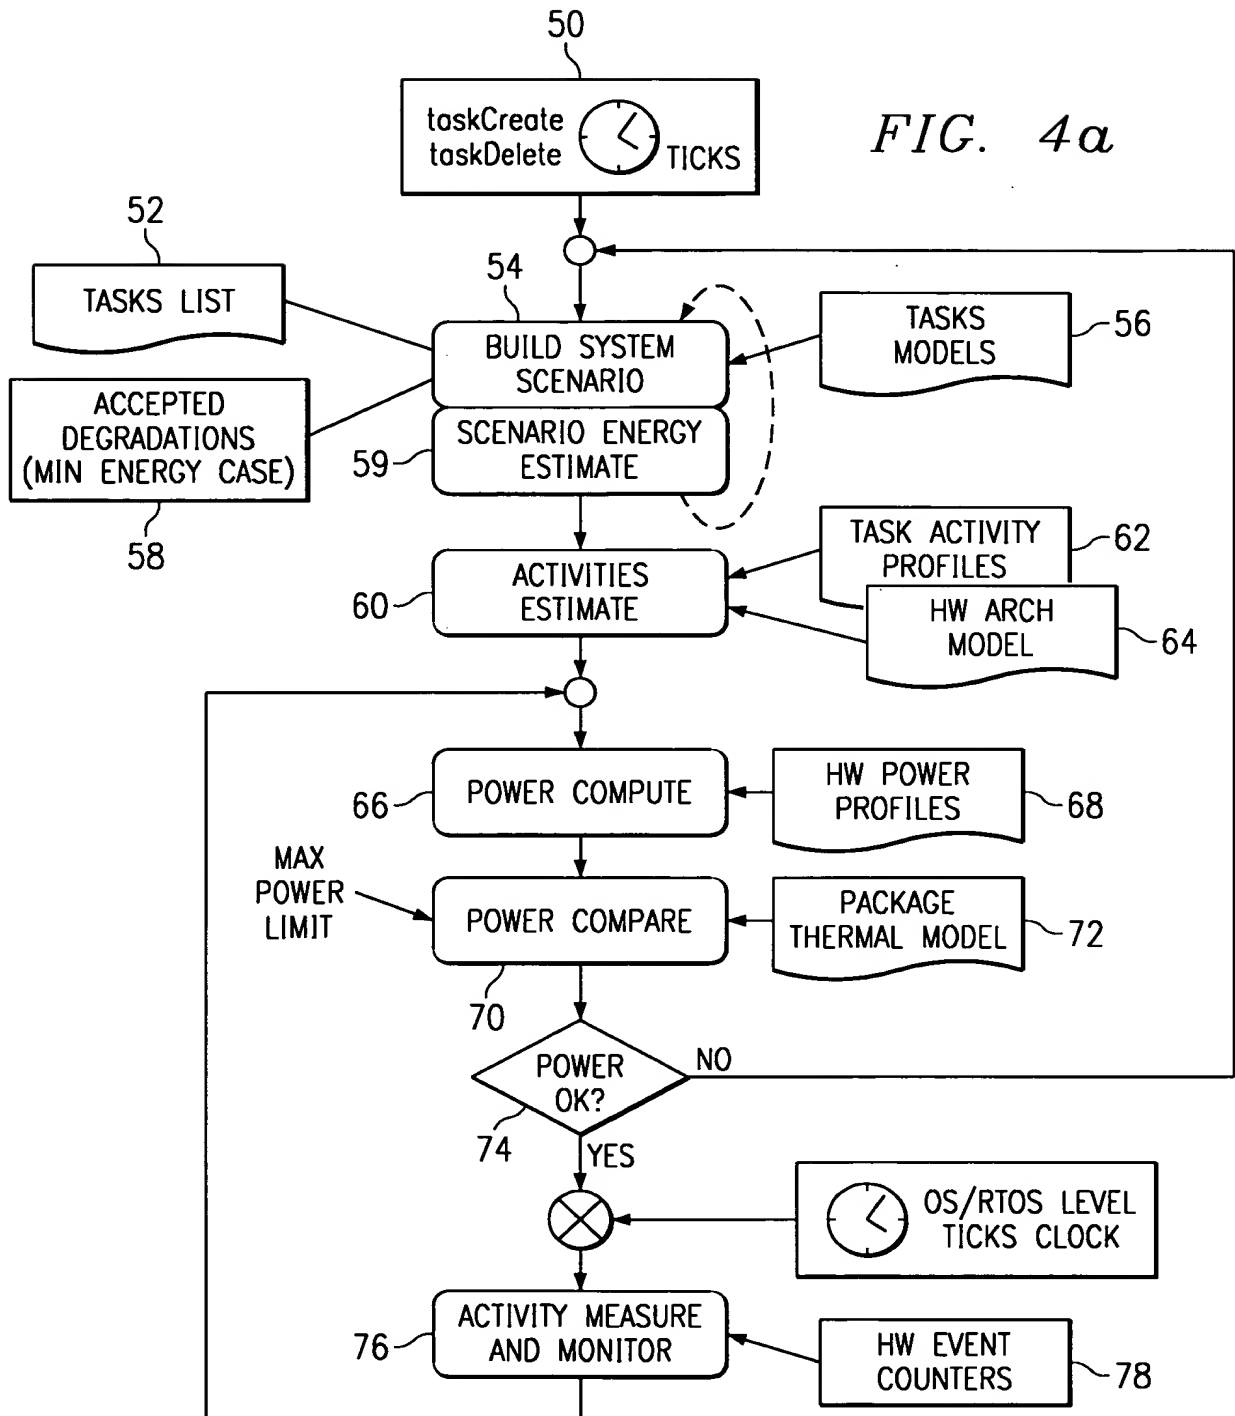 50
taskCreate
taskDelete
TICKS
FIG. 4a
52
TASKS LIST
54
BUILD SYSTEM
SCENARIO
TASKS
MODELS
56
ACCEPTED
DEGRADATIONS
(MIN ENERGY CASE)
58
59
SCENARIO ENERGY
ESTIMATE
60
ACTIVITIES
ESTIMATE
TASK ACTIVITY
PROFILES
62
HW ARCH
MODEL
64
66
POWER COMPUTE
HW POWER
PROFILES
68
MAX
POWER
LIMIT
POWER COMPARE
70
PACKAGE
THERMAL MODEL
72
POWER
OK?
74
NO
YES
OS/RTOS LEVEL
TICKS CLOCK
76
ACTIVITY MEASURE
AND MONITOR
HW EVENT
COUNTERS
78